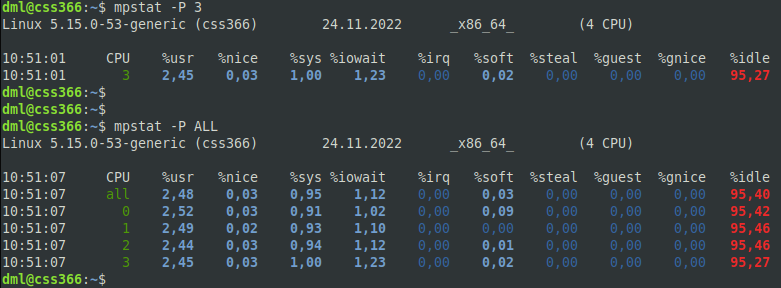 dml@css366:~$ mpstat -P 3
Linux 5.15.0-53-generic (css366) 24.11.2022 _x86_64_ (4 CPU)
10:51:01 CPU %usr %nice %sys %iowait %irq %soft %steal %guest %gnice %idle
10:51:01 3 2,45 0,03 1,00 1,23 0,00 0,02 0,00 0,00 0,00 95,27
dml@css366:~$
dml@css366:~$
dml@css366:~$ mpstat -P ALL
Linux 5.15.0-53-generic (css366) 24.11.2022 _x86_64_ (4 CPU)
10:51:07 CPU %usr %nice %sys %iowait %irq %soft %steal %guest %gnice %idle
10:51:07 all 2,48 0,03 0,95 1,12 0,00 0,03 0,00 0,00 0,00 95,40
10:51:07 0 2,52 0,03 0,91 1,02 0,00 0,09 0,00 0,00 0,00 95,42
10:51:07 1 2,49 0,02 0,93 1,10 0,00 0,00 0,00 0,00 0,00 95,46
10:51:07 2 2,44 0,03 0,94 1,12 0,00 0,01 0,00 0,00 0,00 95,46
10:51:07 3 2,45 0,03 1,00 1,23 0,00 0,02 0,00 0,00 0,00 95,27
dml@css366:~$